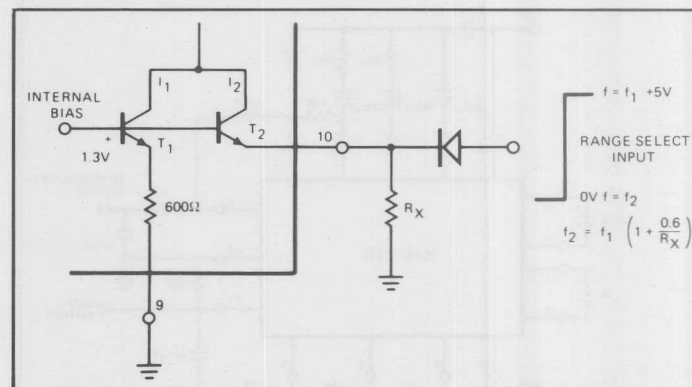 I₁
I₂
INTERNAL
BIAS
+
1.3V
T₁
T₂
10
600Ω
Rₓ
9
f = f₁ +5V
RANGE SELECT
INPUT
0V f = f₂
f₂ = f₁ (1 + 0.6/Rₓ)